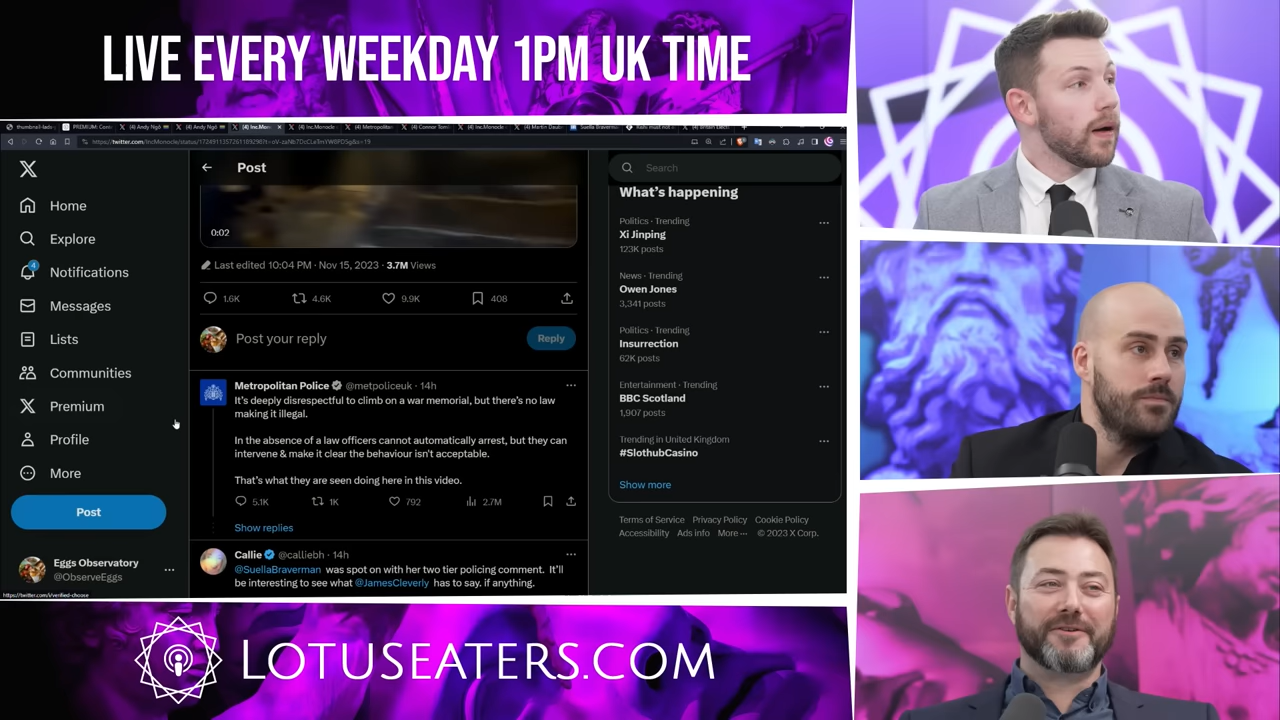 LIVE EVERY WEEKDAY 1PM UK TIME
Post
Search
What's happening
Home
Explore
4
Notifications
Messages
Lists
Communities
Premium
Profile
More
Post
Eggs Observatory
@ObserveEggs
0:02
Last edited 10:04 PM · Nov 15, 2023 · 3.7M Views
1.6K 4.6K 9.9K 408
Post your reply
Reply
Metropolitan Police @metpoliceuk · 14h
It's deeply disrespectful to climb on a war memorial, but there's no law
making it illegal.
In the absence of a law officers cannot automatically arrest, but they can
intervene & make it clear the behaviour isn't acceptable.
That's what they are seen doing here in this video.
5.1K 1K 792 2.7M
Show replies
Callie @calliebh · 14h
@SuellaBraverman was spot on with her two tier policing comment. It'll
be interesting to see what @JamesCleverly has to say. if anything.
Politics · Trending
Xi Jinping
123K posts
News · Trending
Owen Jones
3,341 posts
Politics · Trending
Insurrection
62K posts
Entertainment · Trending
BBC Scotland
1,907 posts
Trending in United Kingdom
#SlothubCasino
Show more
Terms of Service Privacy Policy Cookie Policy
Accessibility Ads info More ··· © 2023 X Corp.
LOTUSEATERS.COM